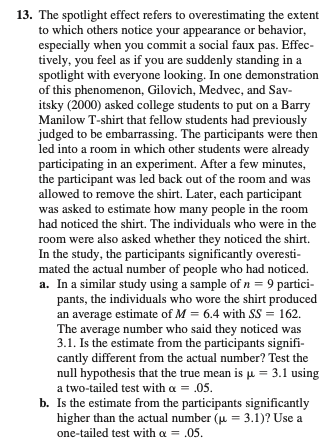 13. The spotlight effect refers to overestimating the extent
to which others notice your appearance or behavior,
especially when you commit a social faux pas. Effec-
tively, you feel as if you are suddenly standing in a
spotlight with everyone looking. In one demonstration
of this phenomenon, Gilovich, Medvec, and Sav-
itsky (2000) asked college students to put on a Barry
Manilow T-shirt that fellow students had previously
judged to be embarrassing. The participants were then
led into a room in which other students were already
participating in an experiment. After a few minutes,
the participant was led back out of the room and was
allowed to remove the shirt. Later, each participant
was asked to estimate how many people in the room
had noticed the shirt. The individuals who were in the
room were also asked whether they noticed the shirt.
In the study, the participants significantly overesti-
mated the actual number of people who had noticed.
a. In a similar study using a sample of n = 9 partici-
pants, the individuals who wore the shirt produced
an average estimate of M = 6.4 with SS = 162.
The average number who said they noticed was
3.1. Is the estimate from the participants signifi-
cantly different from the actual number? Test the
null hypothesis that the true mean is μ = 3.1 using
a two-tailed test with α = .05.
b. Is the estimate from the participants significantly
higher than the actual number (μ = 3.1)? Use a
one-tailed test with α = .05.